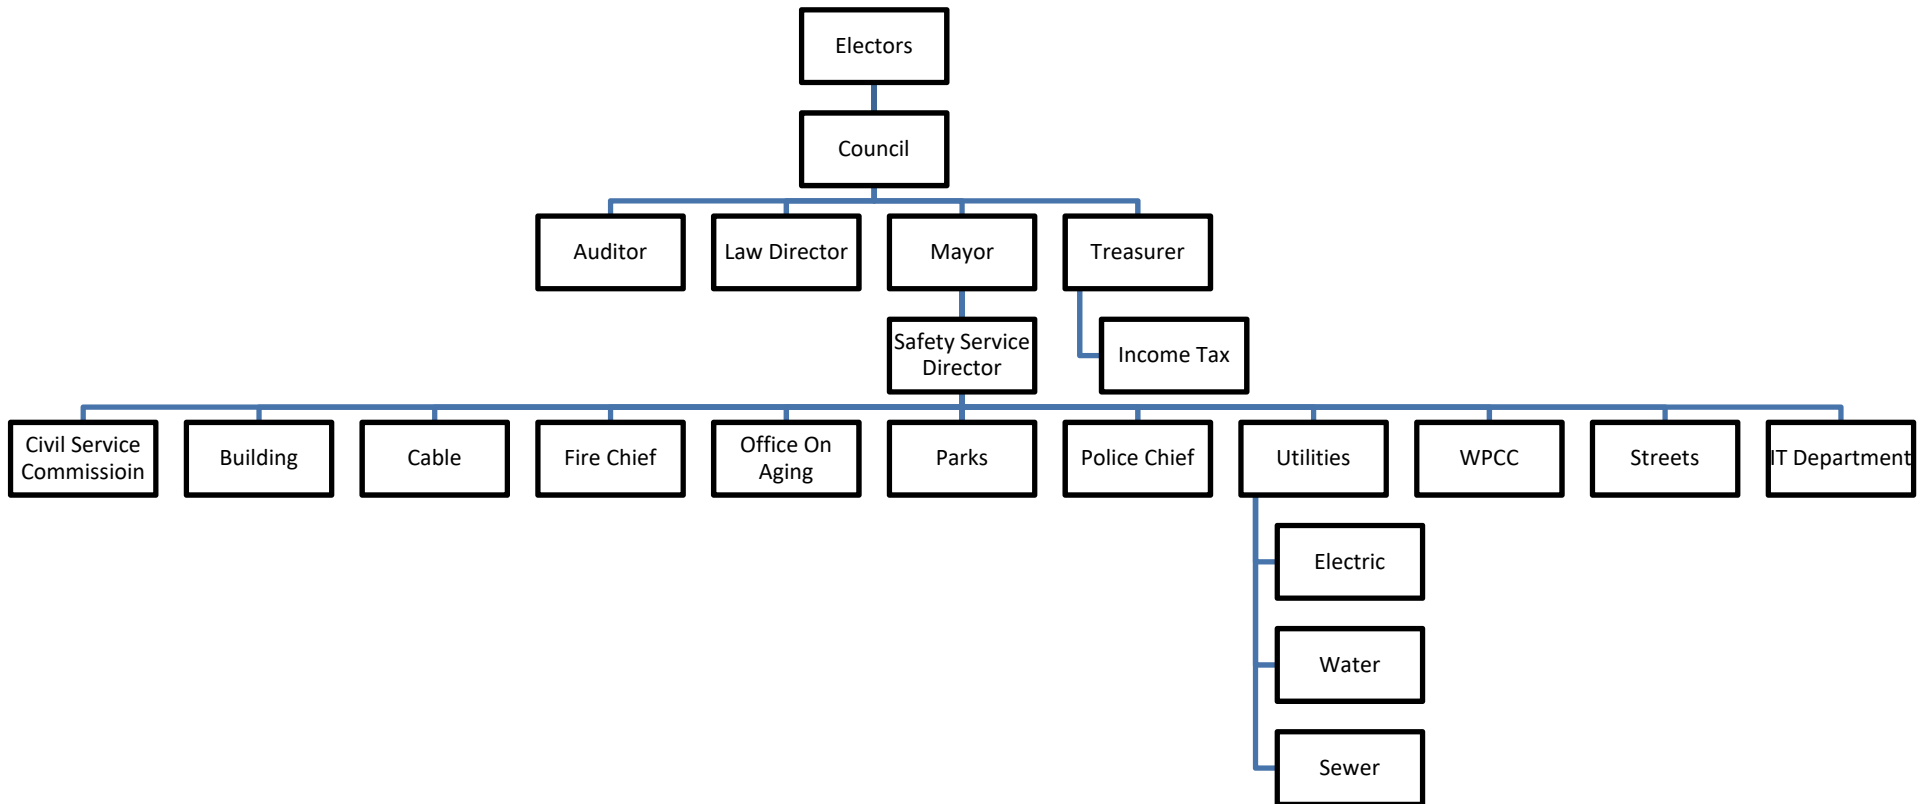 Electors
Council
Auditor
Law Director
Mayor
Treasurer
Safety Service
Director
Income Tax
Civil Service
Commissioin
Building
Cable
Fire Chief
Office On
Aging
Parks
Police Chief
Utilities
WPCC
Streets
IT Department
Electric
Water
Sewer